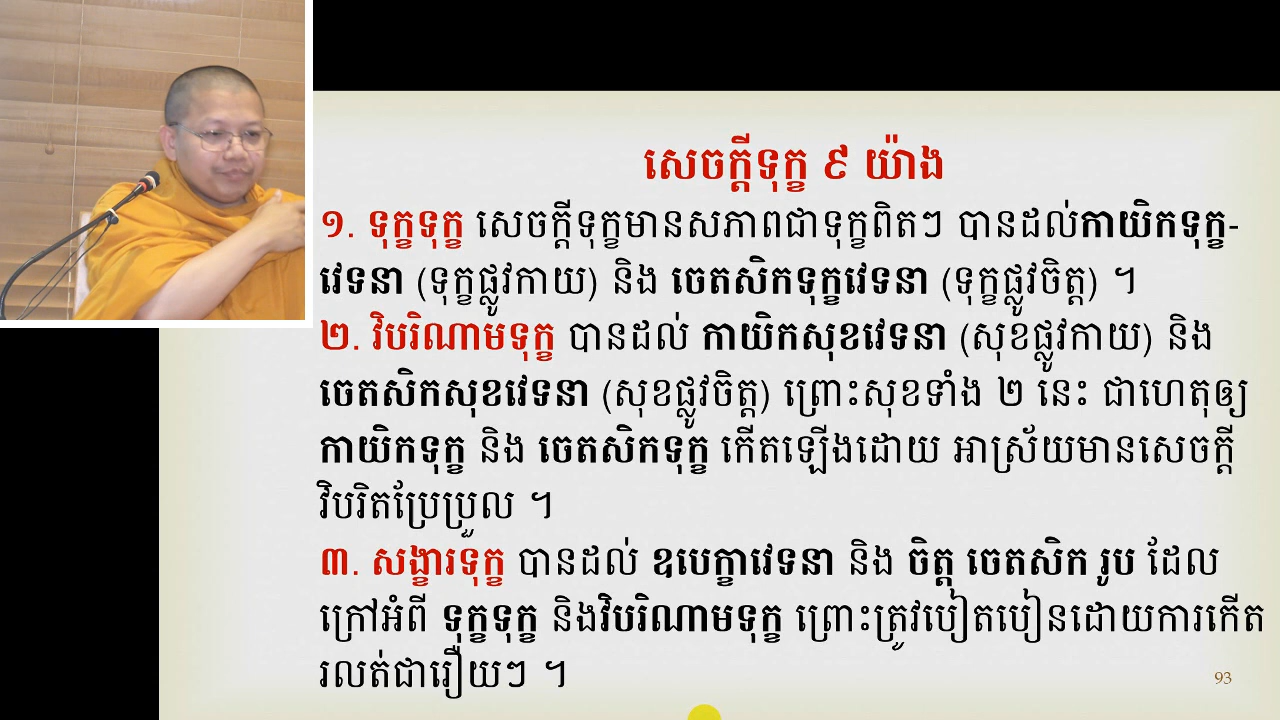 សេចក្ដីទុក្ខ ៩ យ៉ាង
១. ទុក្ខទុក្ខ សេចក្ដីទុក្ខមានសភាពជាទុក្ខពិតៗ បានដល់កាយិកទុក្ខ-
វេទនា (ទុក្ខផ្លូវកាយ) និង ចេតសិកទុក្ខវេទនា (ទុក្ខផ្លូវចិត្ត) ។
២. វិបរិណាមទុក្ខ បានដល់ កាយិកសុខវេទនា (សុខផ្លូវកាយ) និង
ចេតសិកសុខវេទនា (សុខផ្លូវចិត្ត) ព្រោះសុខទាំង ២ នេះ ជាហេតុឲ្យ
កាយិកទុក្ខ និង ចេតសិកទុក្ខ កើតឡើងដោយ អាស្រ័យមានសេចក្ដី
វិបរិតប្រែប្រួល ។
៣. សង្ខារទុក្ខ បានដល់ ឧបេក្ខាវេទនា និង ចិត្ត ចេតសិក រូប ដែល
ក្រៅអំពី ទុក្ខទុក្ខ និងវិបរិណាមទុក្ខ ព្រោះត្រូវបៀតបៀនដោយការកើត
រលត់ជារឿយៗ ។
93